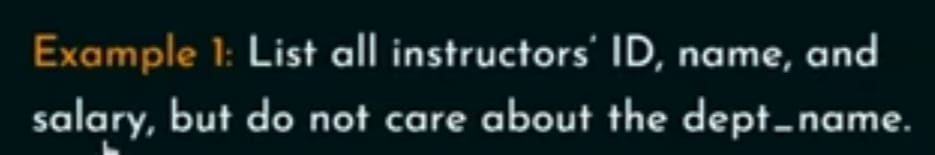 Example 1: List all instructors' ID, name, and
salary, but do not care about the dept_name.